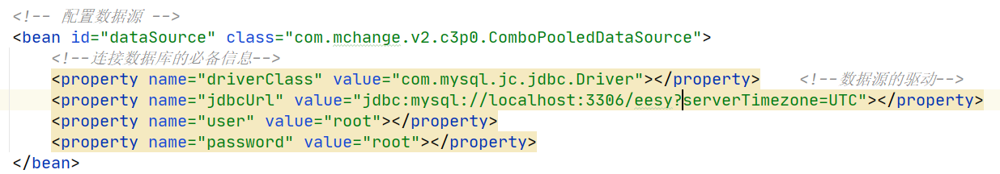 <!-- 配置数据源 -->
<bean id="dataSource" class="com.mchange.v2.c3p0.ComboPooledDataSource">
<!--连接数据库的必备信息-->
<property name="driverClass" value="com.mysql.jc.jdbc.Driver"></property> <!--数据源的驱动-->
<property name="jdbcUrl" value="jdbc:mysql://localhost:3306/eesy?serverTimezone=UTC"></property>
<property name="user" value="root"></property>
<property name="password" value="root"></property>
</bean>